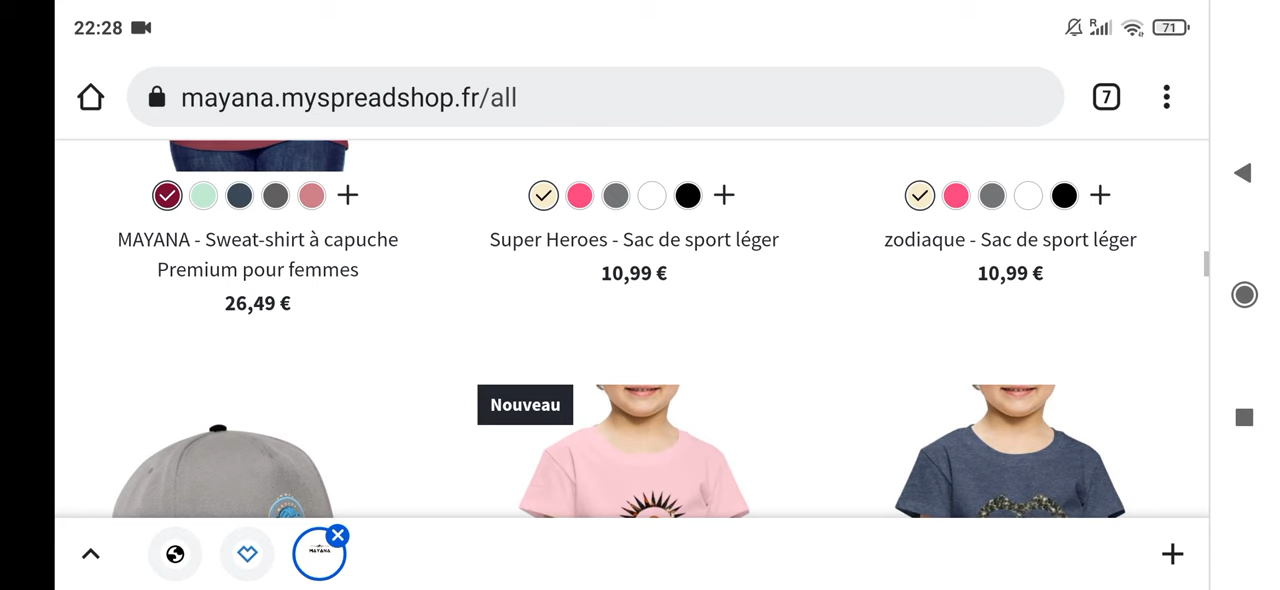 22:28
R
71
mayana.myspreadshop.fr/all
7
MAYANA - Sweat-shirt à capuche
Premium pour femmes
26,49 €
Super Heroes - Sac de sport léger
10,99 €
zodiaque - Sac de sport léger
10,99 €
Nouveau
MAYANA